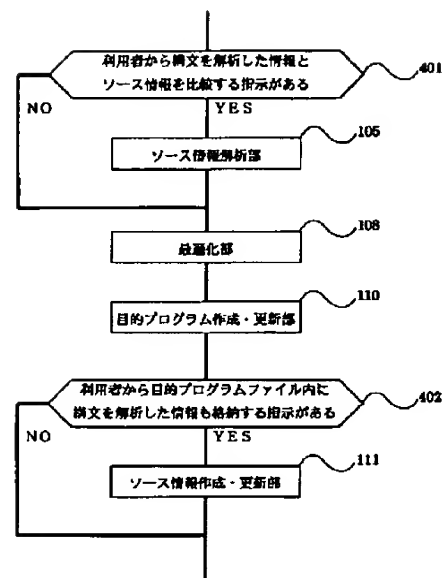 利用者から構文を解析した情報と
ソース情報を比較する指示がある
401
NO
YES
105
ソース情報解析部
108
最適化部
110
目的プログラム作成・更新部
利用者から目的プログラムファイル内に
構文を解析した情報も格納する指示がある
402
NO
YES
111
ソース情報作成・更新部